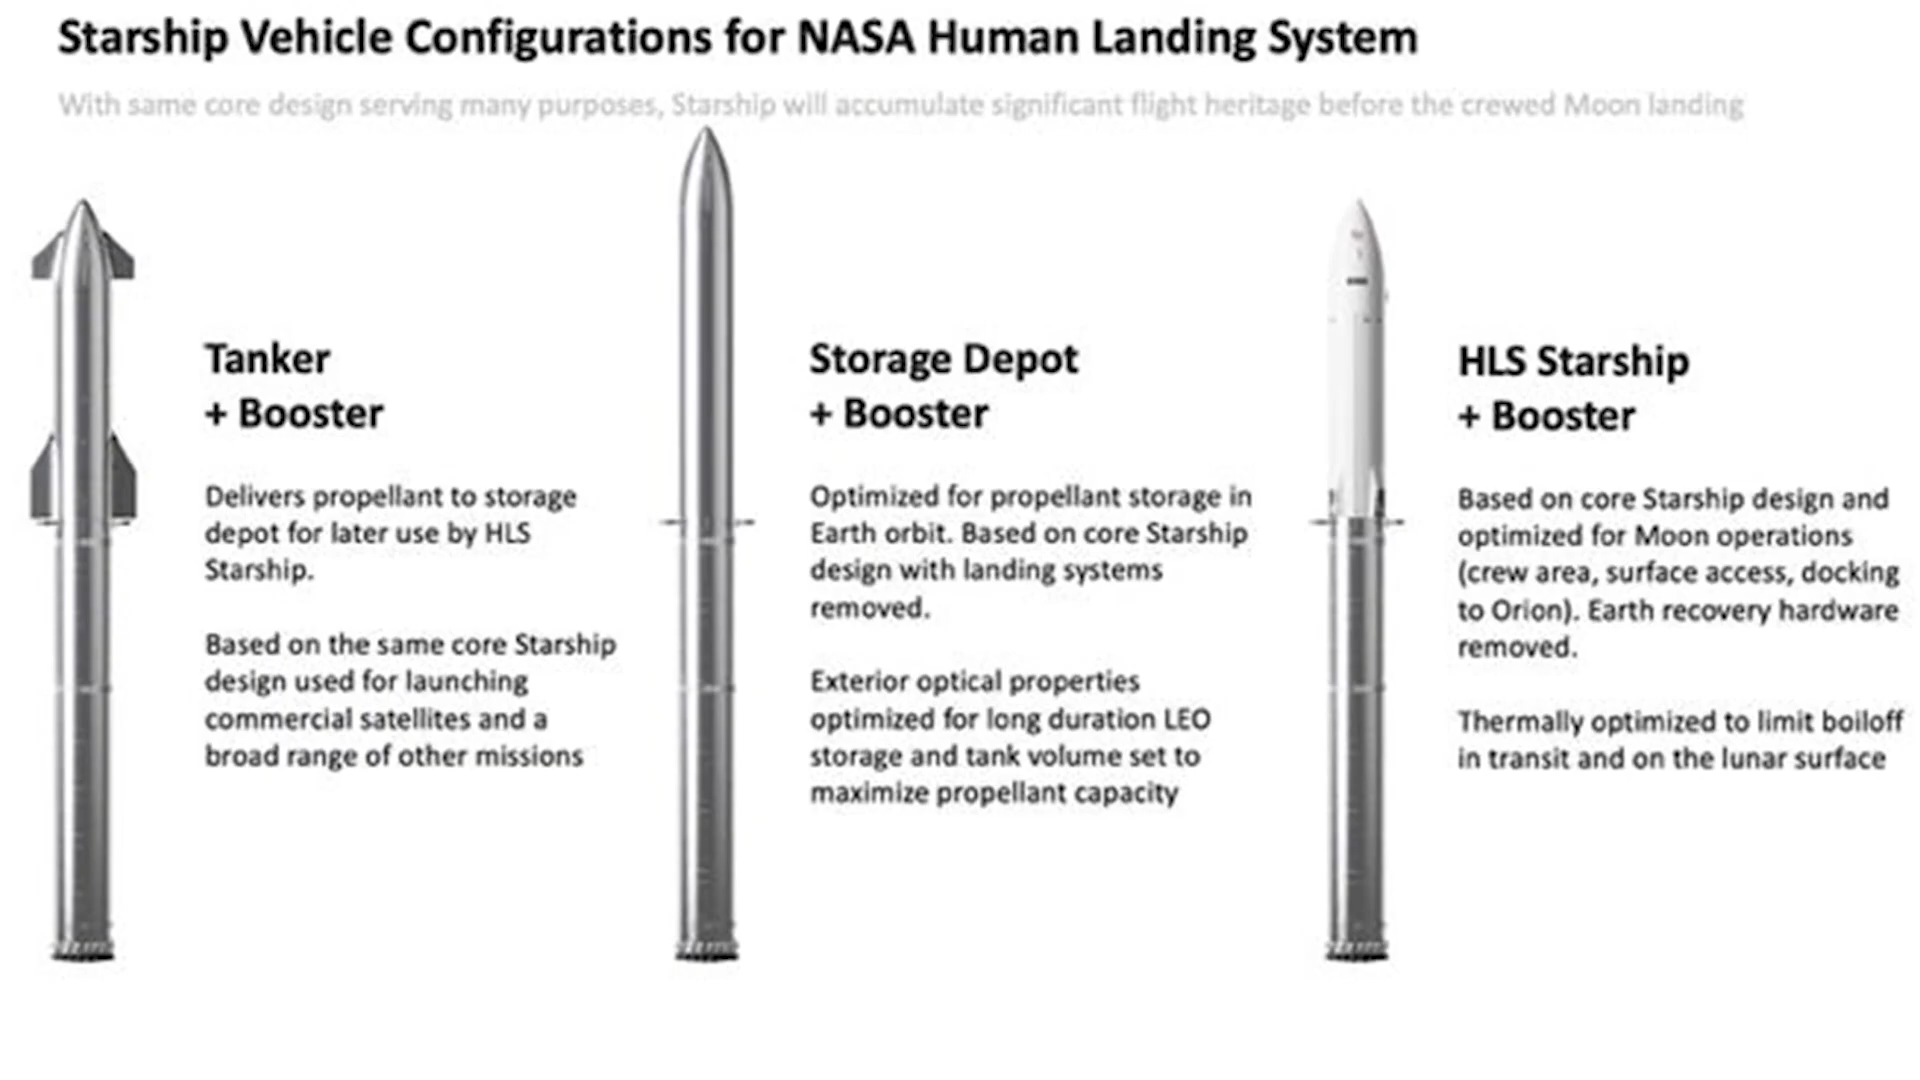 Starship Vehicle Configurations for NASA Human Landing System
With same core design serving many purposes, Starship will accumulate significant flight heritage before the crewed Moon landing
Tanker
+ Booster
Delivers propellant to storage
depot for later use by HLS
Starship.
Based on the same core Starship
design used for launching
commercial satellites and a
broad range of other missions
Storage Depot
+ Booster
Optimized for propellant storage in
Earth orbit. Based on core Starship
design with landing systems
removed.
Exterior optical properties
optimized for long duration LEO
storage and tank volume set to
maximize propellant capacity
HLS Starship
+ Booster
Based on core Starship design and
optimized for Moon operations
(crew area, surface access, docking
to Orion). Earth recovery hardware
removed.
Thermally optimized to limit boiloff
in transit and on the lunar surface